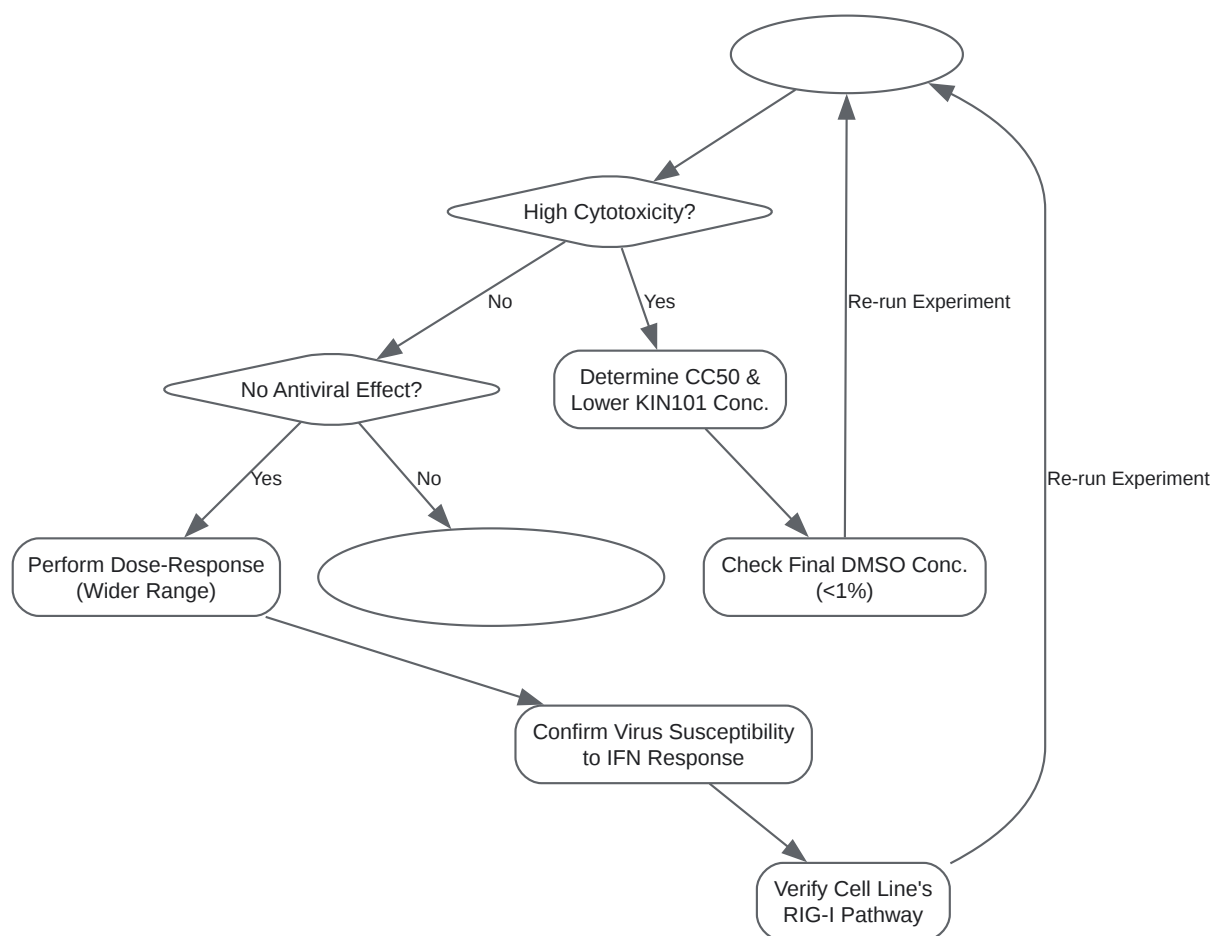 High Cytotoxicity?
No
Yes
Re-run Experiment
No Antiviral Effect?
Determine CC50 &
Lower KIN101 Conc.
Yes
No
Re-run Experiment
Perform Dose-Response
(Wider Range)
Check Final DMSO Conc.
(<1%)
Confirm Virus Susceptibility
to IFN Response
Verify Cell Line's
RIG-I Pathway